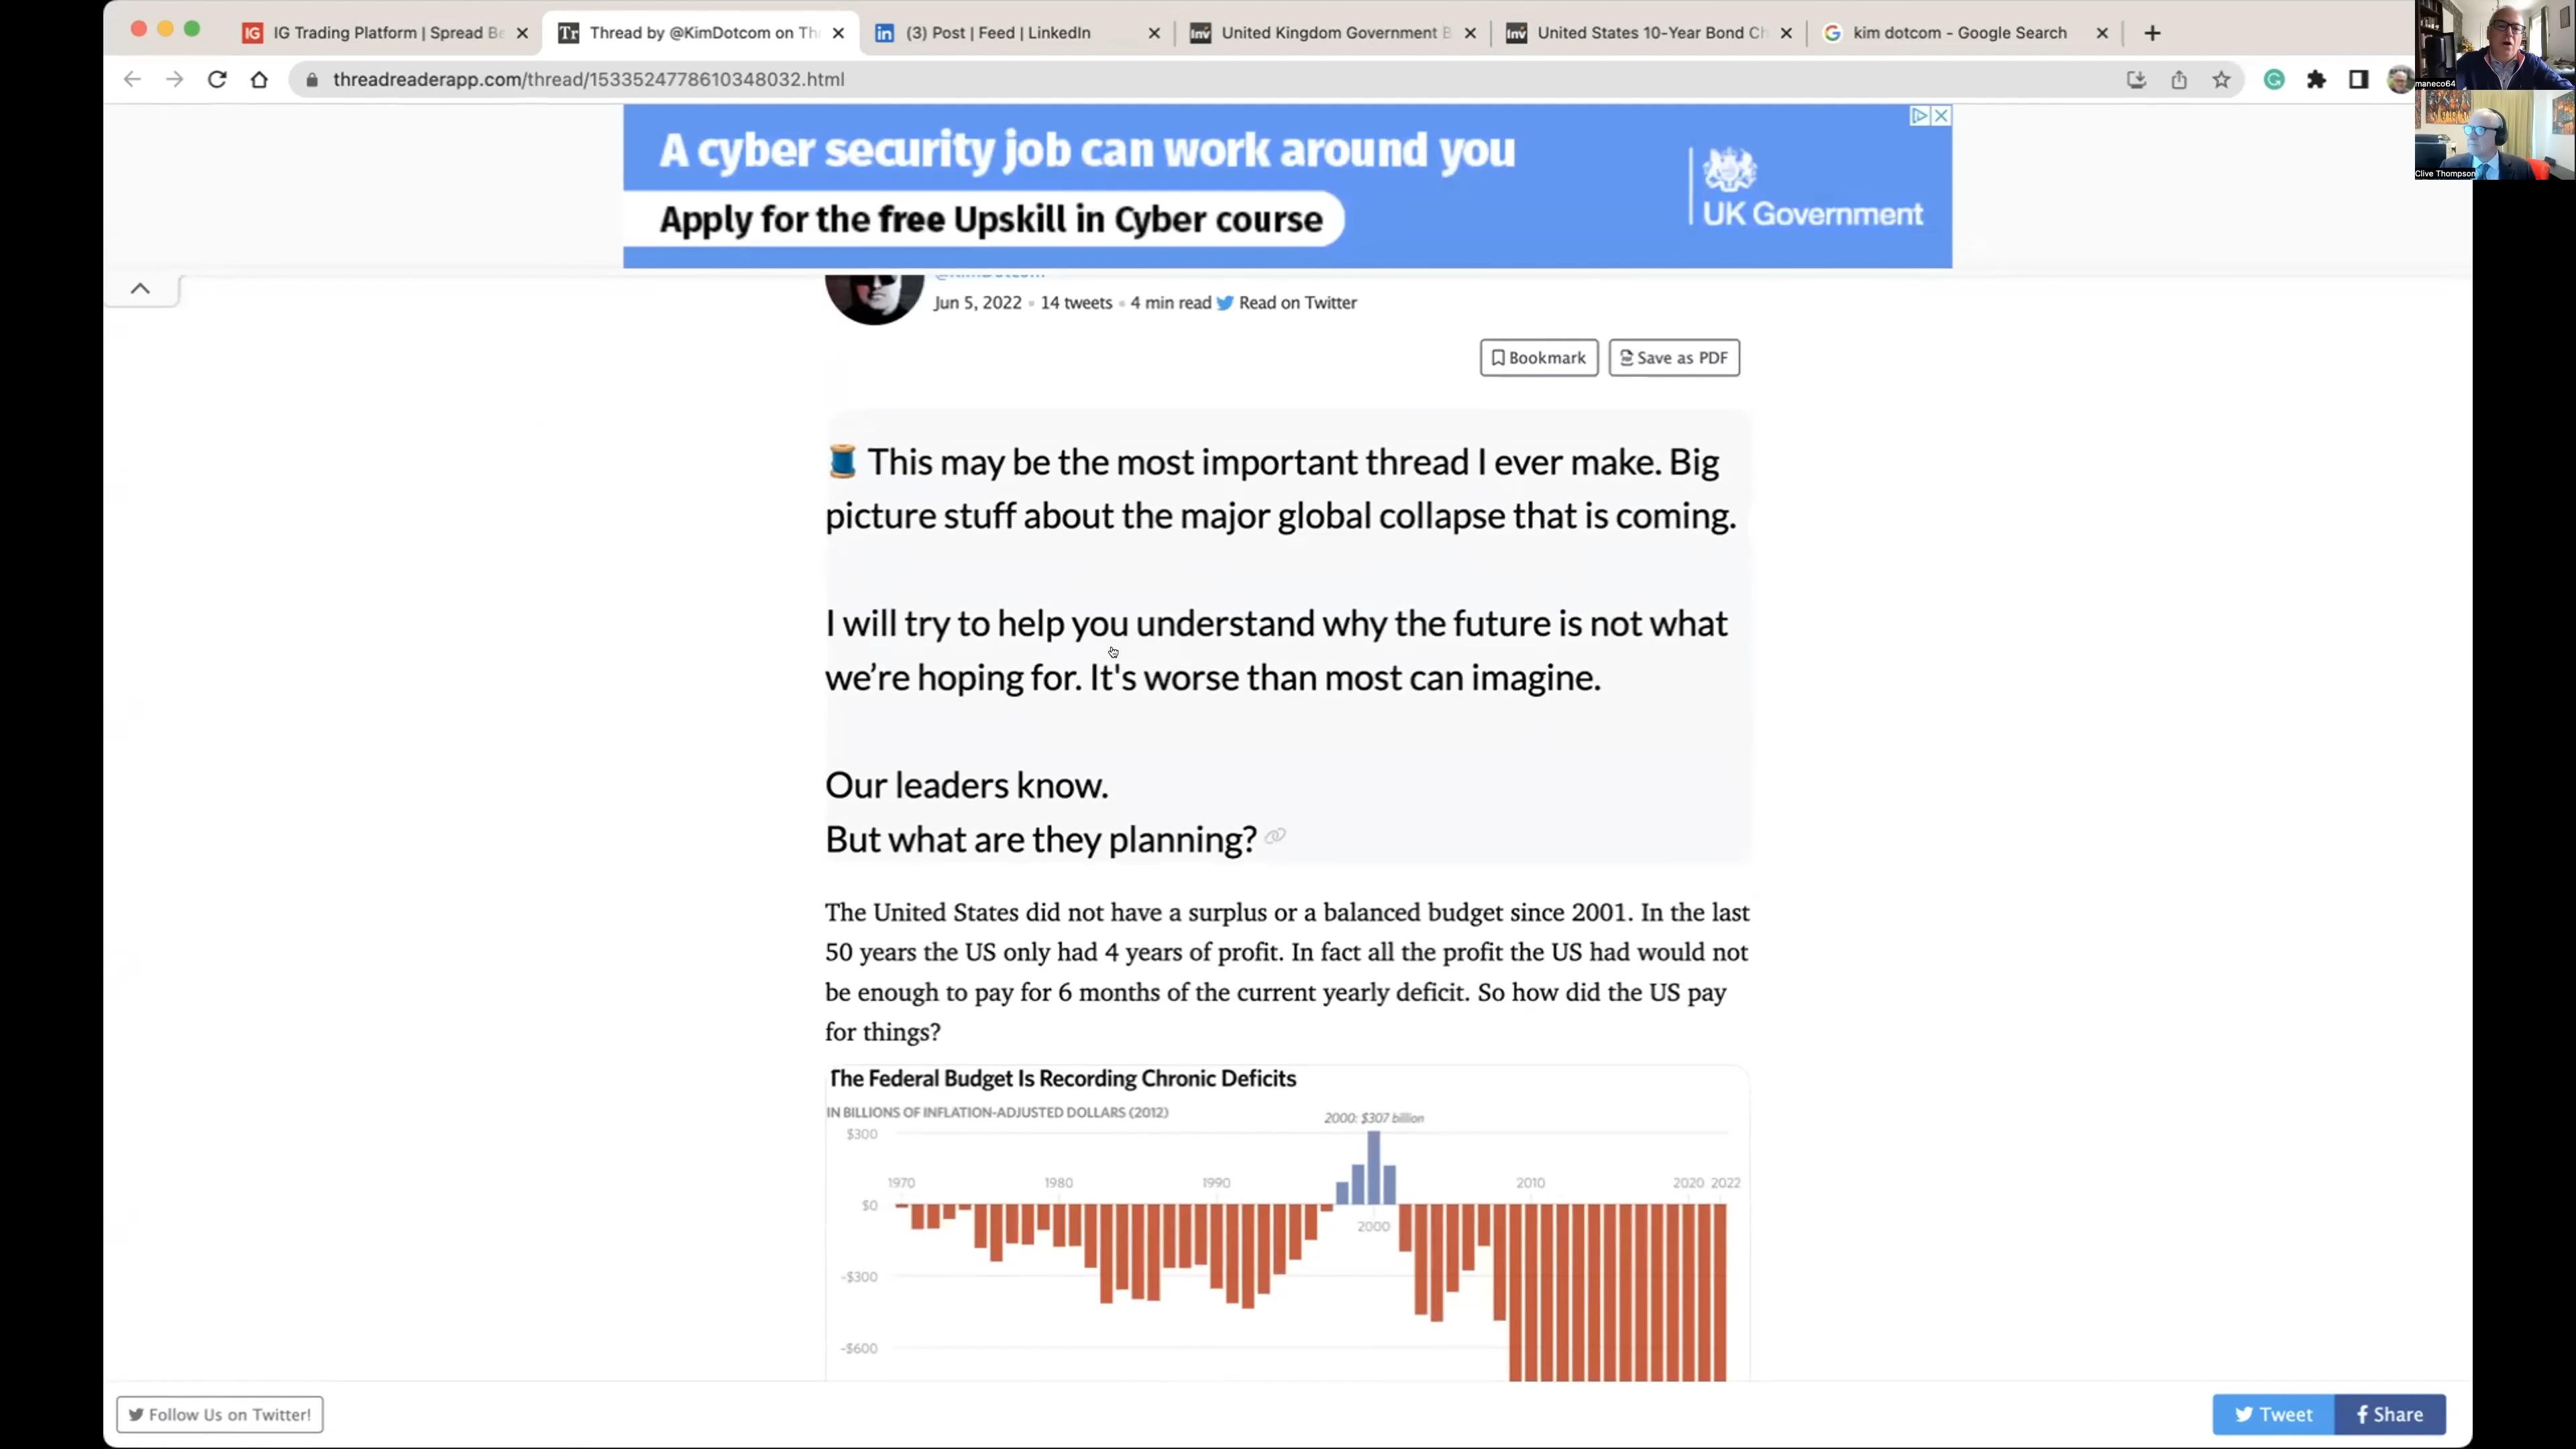 IG Trading Platform | Spread Be
Thread by @KimDotcom on Th
(3) Post | Feed | LinkedIn
United Kingdom Government B
United States 10-Year Bond Ch
kim dotcom - Google Search
threadreaderapp.com/thread/1533524778610348032.html
maneco64
Clive Thompson
A cyber security job can work around you
Apply for the free Upskill in Cyber course
UK Government
@KimDotcom
Jun 5, 2022 • 14 tweets • 4 min read Read on Twitter
Bookmark
Save as PDF
This may be the most important thread I ever make. Big
picture stuff about the major global collapse that is coming.
I will try to help you understand why the future is not what
we're hoping for. It's worse than most can imagine.
Our leaders know.
But what are they planning?
The United States did not have a surplus or a balanced budget since 2001. In the last
50 years the US only had 4 years of profit. In fact all the profit the US had would not
be enough to pay for 6 months of the current yearly deficit. So how did the US pay
for things?
The Federal Budget Is Recording Chronic Deficits
IN BILLIONS OF INFLATION-ADJUSTED DOLLARS (2012)
2000: $307 billion
$300
1970 1980 1990 2010 2020 2022
$0
2000
-$300
-$600
Follow Us on Twitter!
Tweet
Share